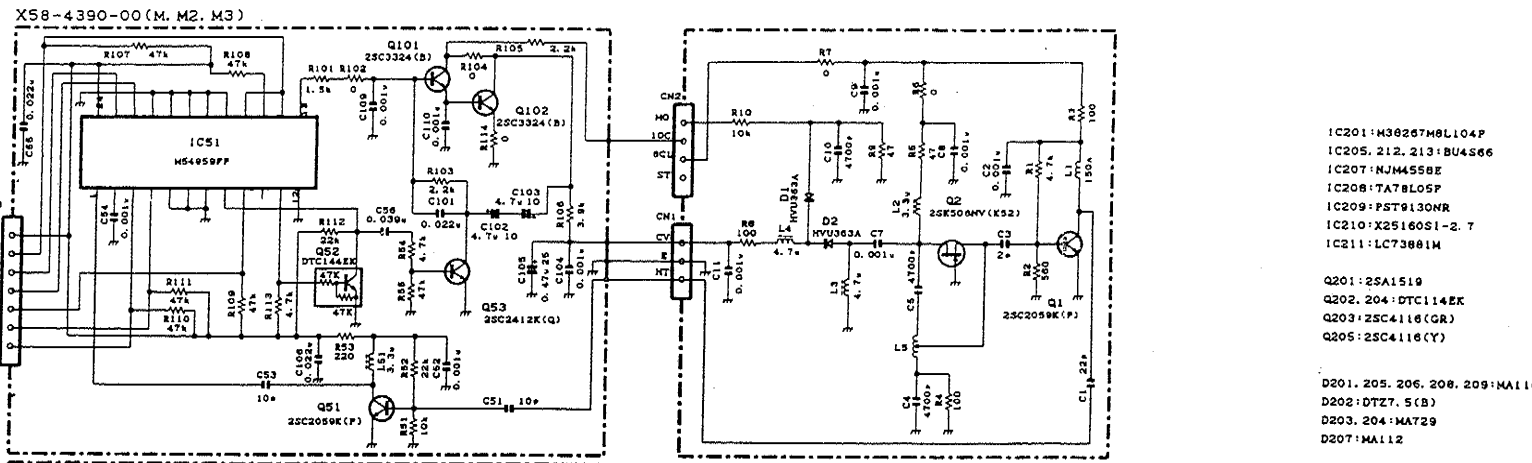 X58-4390-00(M, M2, M3)
R107
47k
R108
47k
C55
0.022u
IC51
M54959FP
R101
1.5k
R102
0
C109
0.001u
Q101
2SC3324(B)
R105
2.2k
R104
0
C110
0.001u
R114
0
Q102
2SC3324(B)
R103
2.2k
C101
0.022u
C102
4.7u 10
C103
4.7u 10
R106
3.9k
C105
0.47u 25
C104
0.001u
C54
0.001u
R112
22k
C56
0.039u
R54
4.7k
R55
47k
Q52
DTC144EK
47K
47K
Q53
2SC2412K(Q)
R111
47k
R110
47k
R109
47k
R113
4.7k
C106
0.022u
R53
220
L51
3.3u
R52
22k
C52
0.001u
C53
10p
Q51
2SC2059K(P)
R51
10k
C51
10p
CN2
MO
IDC
8CL
ST
CN1
CV
E
HT
R7
0
C9
0.001u
R6
0
R3
100
R10
10k
C10
4700p
R9
47
R5
47
C8
0.001u
C2
0.001u
R1
4.7k
L1
150n
D1
HVU363A
D2
HVU363A
L2
3.3u
Q2
2SK508NV(K52)
R8
100
L4
4.7u
C7
0.001u
C11
0.001u
L3
4.7u
C5
4700p
C3
2p
R2
560
Q1
2SC2059K(P)
L5
C4
4700p
R4
100
C1
22p
IC201:M38267M8L104P
IC205, 212, 213:BU4S66
IC207:NJM4558E
IC208:TA78L05F
IC209:PST9130NR
IC210:X25160S1-2.7
IC211:LC73881M
Q201:2SA1519
Q202, 204:DTC114EK
Q203:2SC4116(GR)
Q205:2SC4116(Y)
D201, 205, 206, 208, 209:MA11
D202:DTZ7.5(B)
D203, 204:MA729
D207:MA112